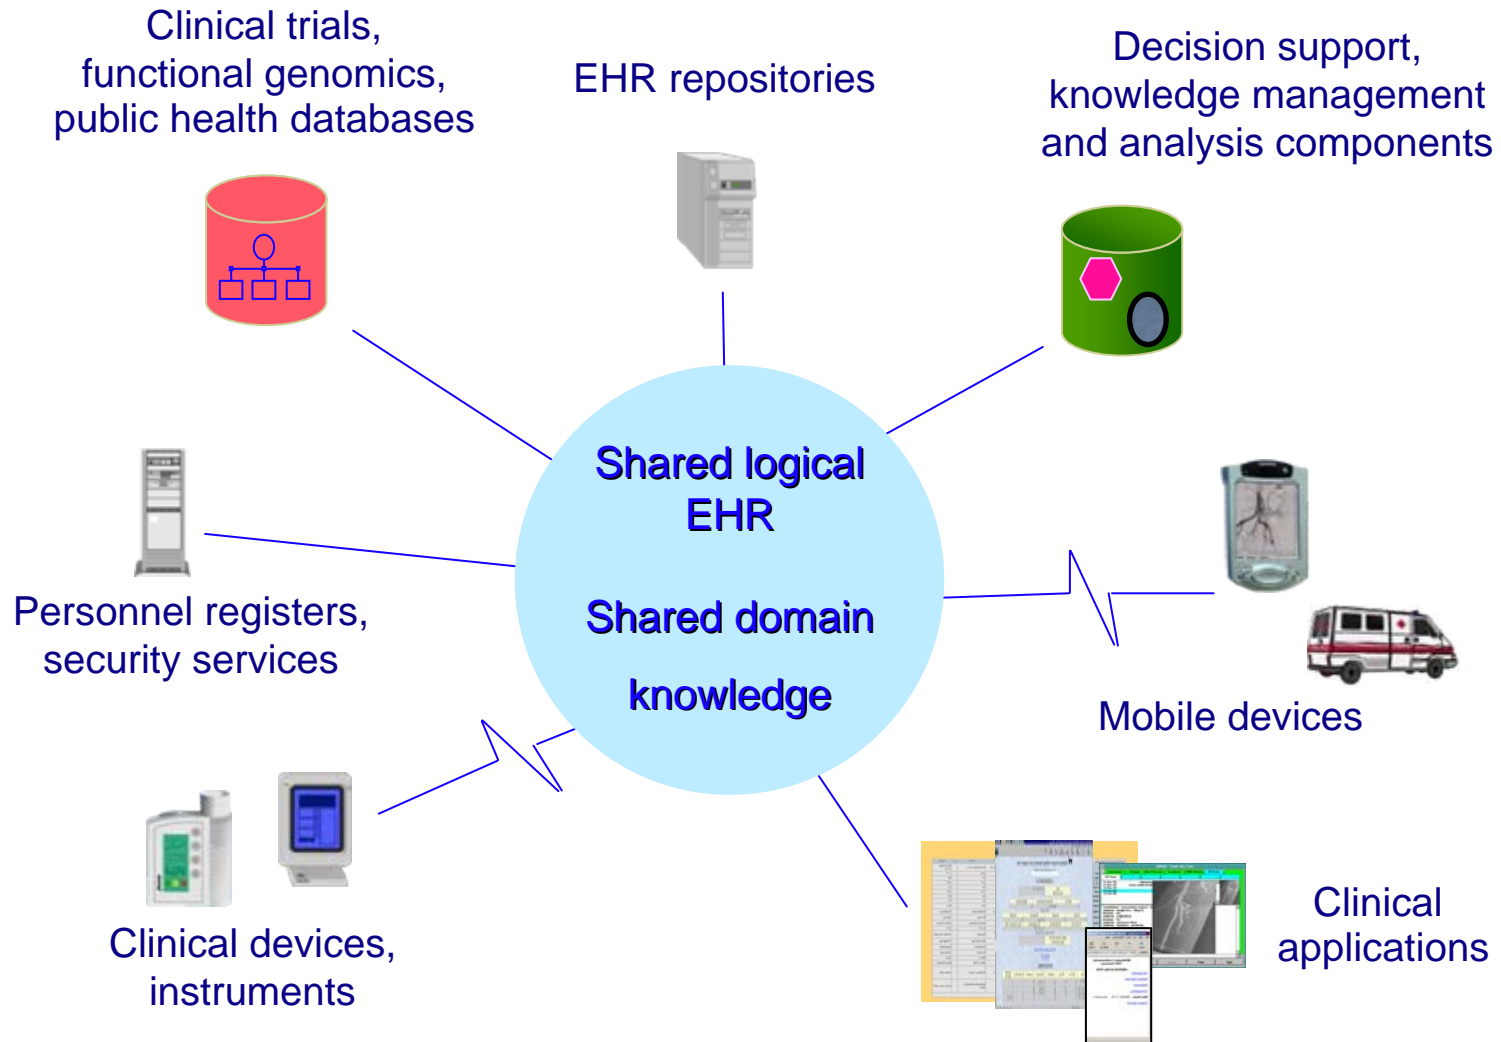 Clinical trials,
functional genomics,
public health databases
EHR repositories
Decision support,
knowledge management
and analysis components
Shared logical
EHR
Shared domain
knowledge
Personnel registers,
security services
Mobile devices
Clinical devices,
instruments
Clinical
applications